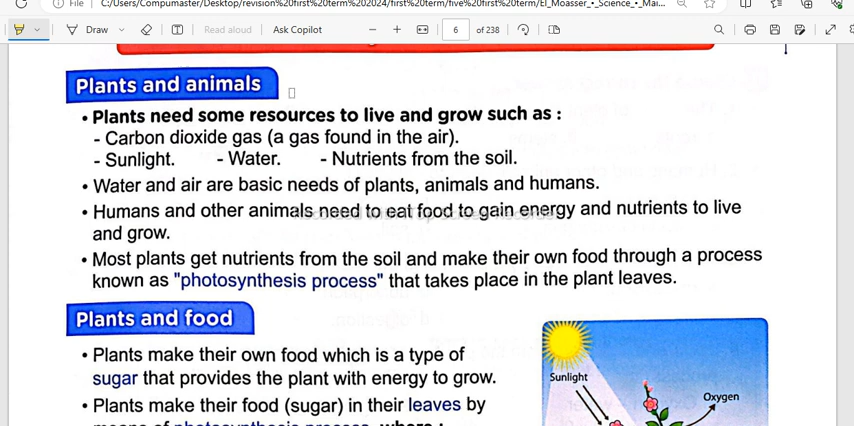 File
C:/Users/Compumaster/Desktop/revision%20first%20term%202024/first%20term/five%20first%20term/El_Moasser_•_Science_•_Mai...
Draw
Read aloud
Ask Copilot
6 of 238
Plants and animals
• Plants need some resources to live and grow such as :
- Carbon dioxide gas (a gas found in the air).
- Sunlight. - Water. - Nutrients from the soil.
• Water and air are basic needs of plants, animals and humans.
• Humans and other animals need to eat food to gain energy and nutrients to live
and grow.
• Most plants get nutrients from the soil and make their own food through a process
known as "photosynthesis process" that takes place in the plant leaves.
Plants and food
• Plants make their own food which is a type of
sugar that provides the plant with energy to grow.
• Plants make their food (sugar) in their leaves by
means of photosynthesis process, where :
Sunlight
Oxygen